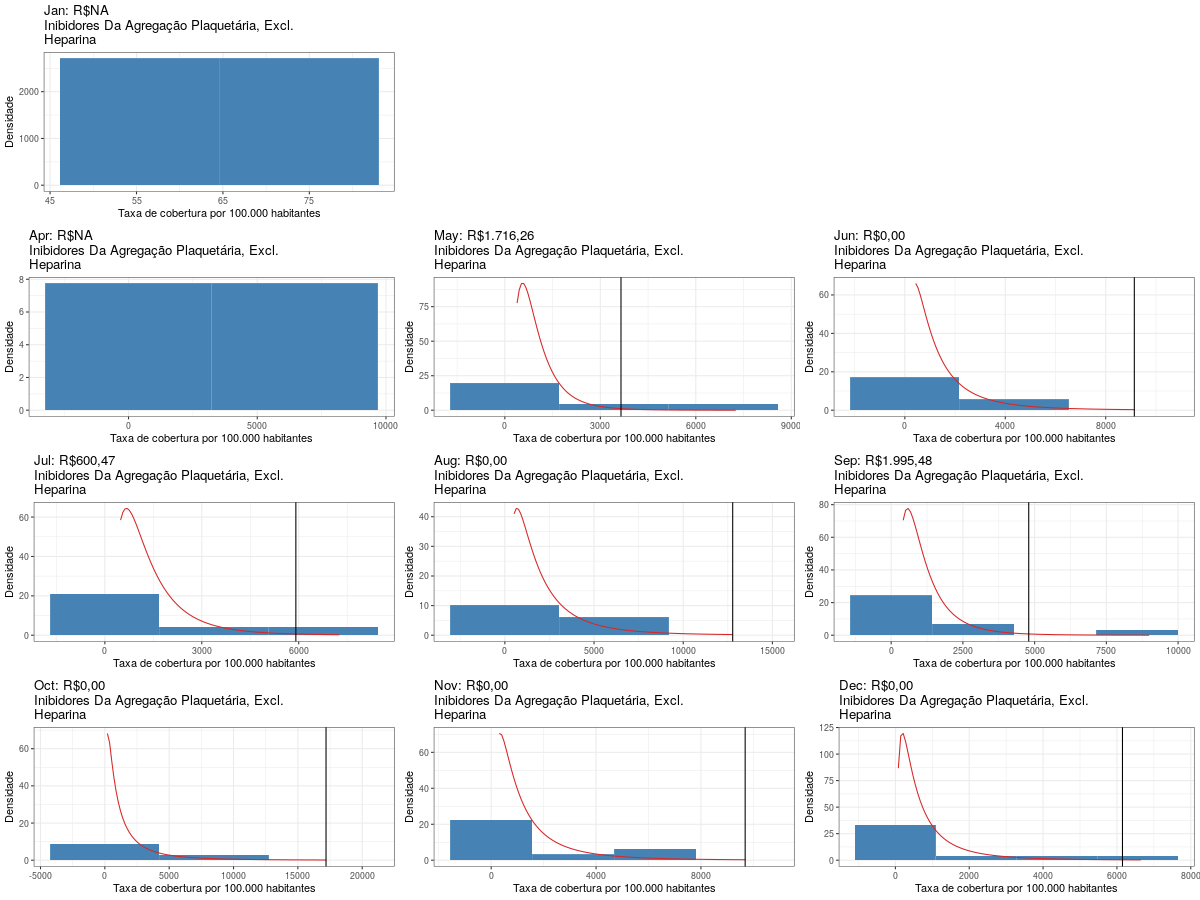 Jan: R$NA
Inibidores Da Agregação Plaquetária, Excl.
Heparina
Densidade
2000
1000
0
45
55
65
75
Taxa de cobertura por 100.000 habitantes
Apr: R$NA
Inibidores Da Agregação Plaquetária, Excl.
Heparina
Densidade
8
6
4
2
0
0
5000
10000
Taxa de cobertura por 100.000 habitantes
May: R$1.716,26
Inibidores Da Agregação Plaquetária, Excl.
Heparina
Densidade
75
50
25
0
0
3000
6000
9000
Taxa de cobertura por 100.000 habitantes
Jun: R$0,00
Inibidores Da Agregação Plaquetária, Excl.
Heparina
Densidade
60
40
20
0
0
4000
8000
Taxa de cobertura por 100.000 habitantes
Jul: R$600,47
Inibidores Da Agregação Plaquetária, Excl.
Heparina
Densidade
60
40
20
0
0
3000
6000
Taxa de cobertura por 100.000 habitantes
Aug: R$0,00
Inibidores Da Agregação Plaquetária, Excl.
Heparina
Densidade
40
30
20
10
0
0
5000
10000
15000
Taxa de cobertura por 100.000 habitantes
Sep: R$1.995,48
Inibidores Da Agregação Plaquetária, Excl.
Heparina
Densidade
80
60
40
20
0
0
2500
5000
7500
10000
Taxa de cobertura por 100.000 habitantes
Oct: R$0,00
Inibidores Da Agregação Plaquetária, Excl.
Heparina
Densidade
60
40
20
0
-5000
0
5000
10000
15000
20000
Taxa de cobertura por 100.000 habitantes
Nov: R$0,00
Inibidores Da Agregação Plaquetária, Excl.
Heparina
Densidade
60
40
20
0
0
4000
8000
Taxa de cobertura por 100.000 habitantes
Dec: R$0,00
Inibidores Da Agregação Plaquetária, Excl.
Heparina
Densidade
125
100
75
50
25
0
0
2000
4000
6000
8000
Taxa de cobertura por 100.000 habitantes